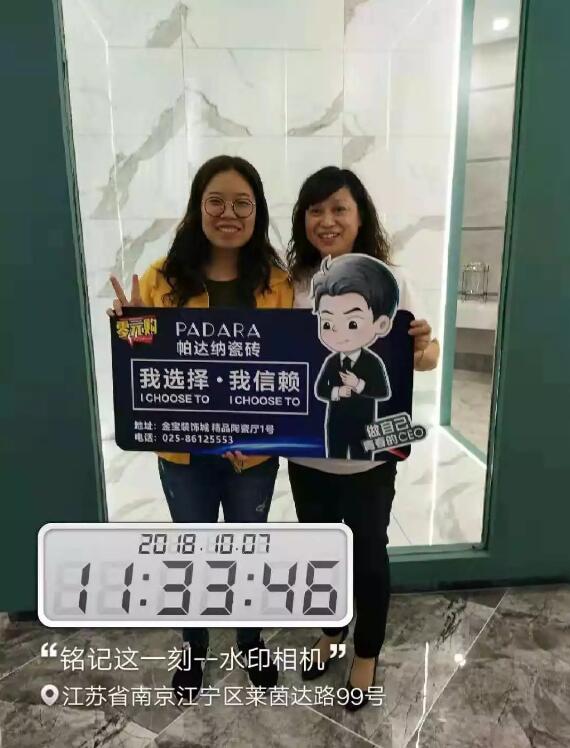 零元购
PADARA
帕达纳瓷砖
我选择·我信赖
I CHOOSE TO I CHOOSE TO
地址：金宝装饰城 精品陶瓷厅1号
电话：025-86125553
做自己
青春的CEO
2018.10.07
11:33:46
“铭记这一刻--水印相机”
江苏省南京江宁区莱茵达路99号